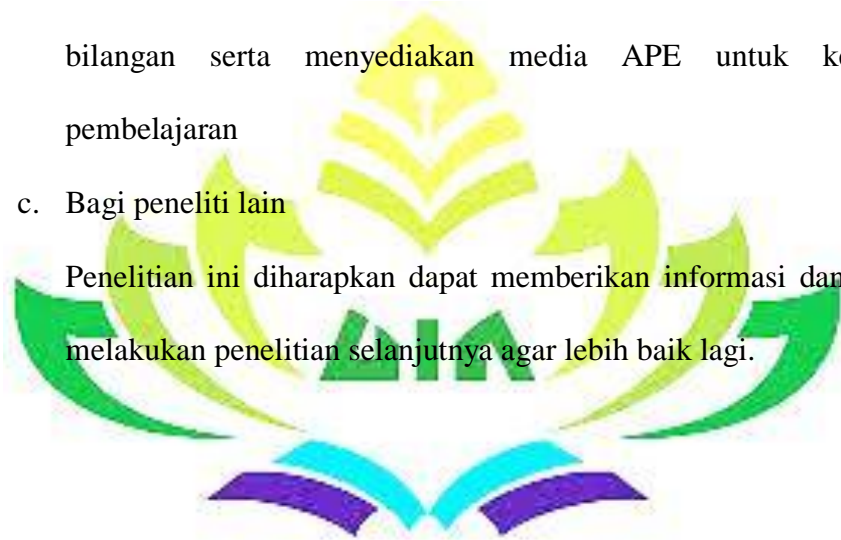 bilangan serta menyediakan media APE untuk
pembelajaran
c. Bagi peneliti lain
Penelitian ini diharapkan dapat memberikan informasi dan
melakukan penelitian selanjutnya agar lebih baik lagi.